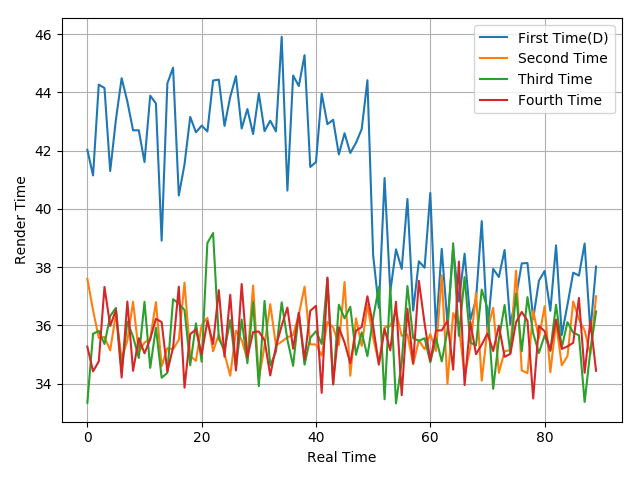 46
44
42
40
38
36
34
0
20
40
60
80
Render Time
Real Time
First Time(D)
Second Time
Third Time
Fourth Time